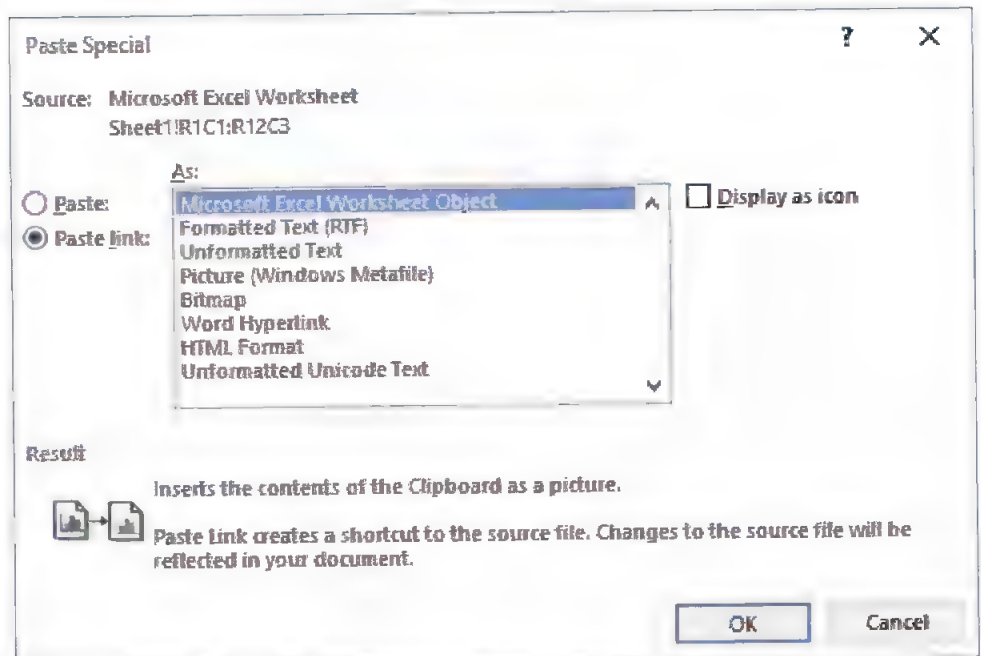 Paste Special
?
Source: Microsoft Excel Worksheet
Sheet1!R1C1:R12C3
As:
Paste:
Paste link:
Microsoft Excel Worksheet Object
Formatted Text (RTF)
Unformatted Text
Picture (Windows Metafile)
Bitmap
Word Hyperlink
HTML Format
Unformatted Unicode Text
Display as icon
Result
Inserts the contents of the Clipboard as a picture.
Paste Link creates a shortcut to the source file. Changes to the source file will be
reflected in your document.
OK
Cancel